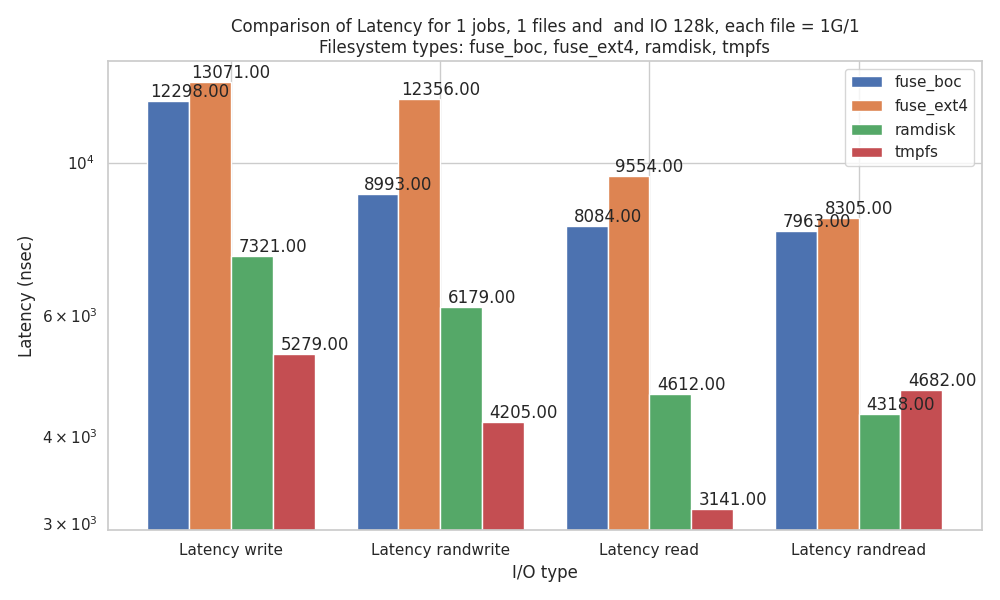 Comparison of Latency for 1 jobs, 1 files and  and IO 128k, each file = 1G/1
Filesystem types: fuse_boc, fuse_ext4, ramdisk, tmpfs
fuse_boc
fuse_ext4
ramdisk
tmpfs
Latency (nsec)
10⁴
6 × 10³
4 × 10³
3 × 10³
12298.00
13071.00
7321.00
5279.00
8993.00
12356.00
6179.00
4205.00
8084.00
9554.00
4612.00
3141.00
7963.00
8305.00
4318.00
4682.00
Latency write
Latency randwrite
Latency read
Latency randread
I/O type